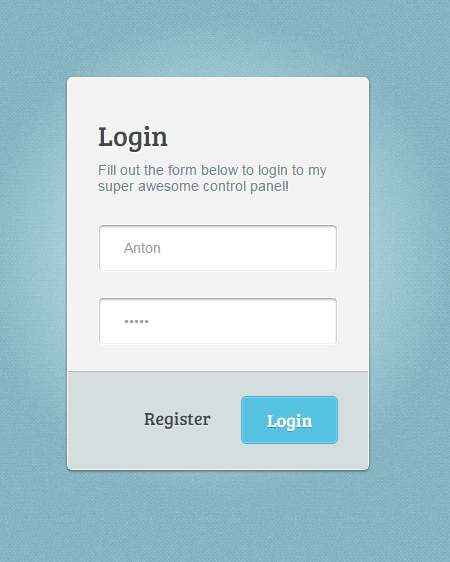 Login
Fill out the form below to login to my
super awesome control panel!
Anton
•••••
Register
Login